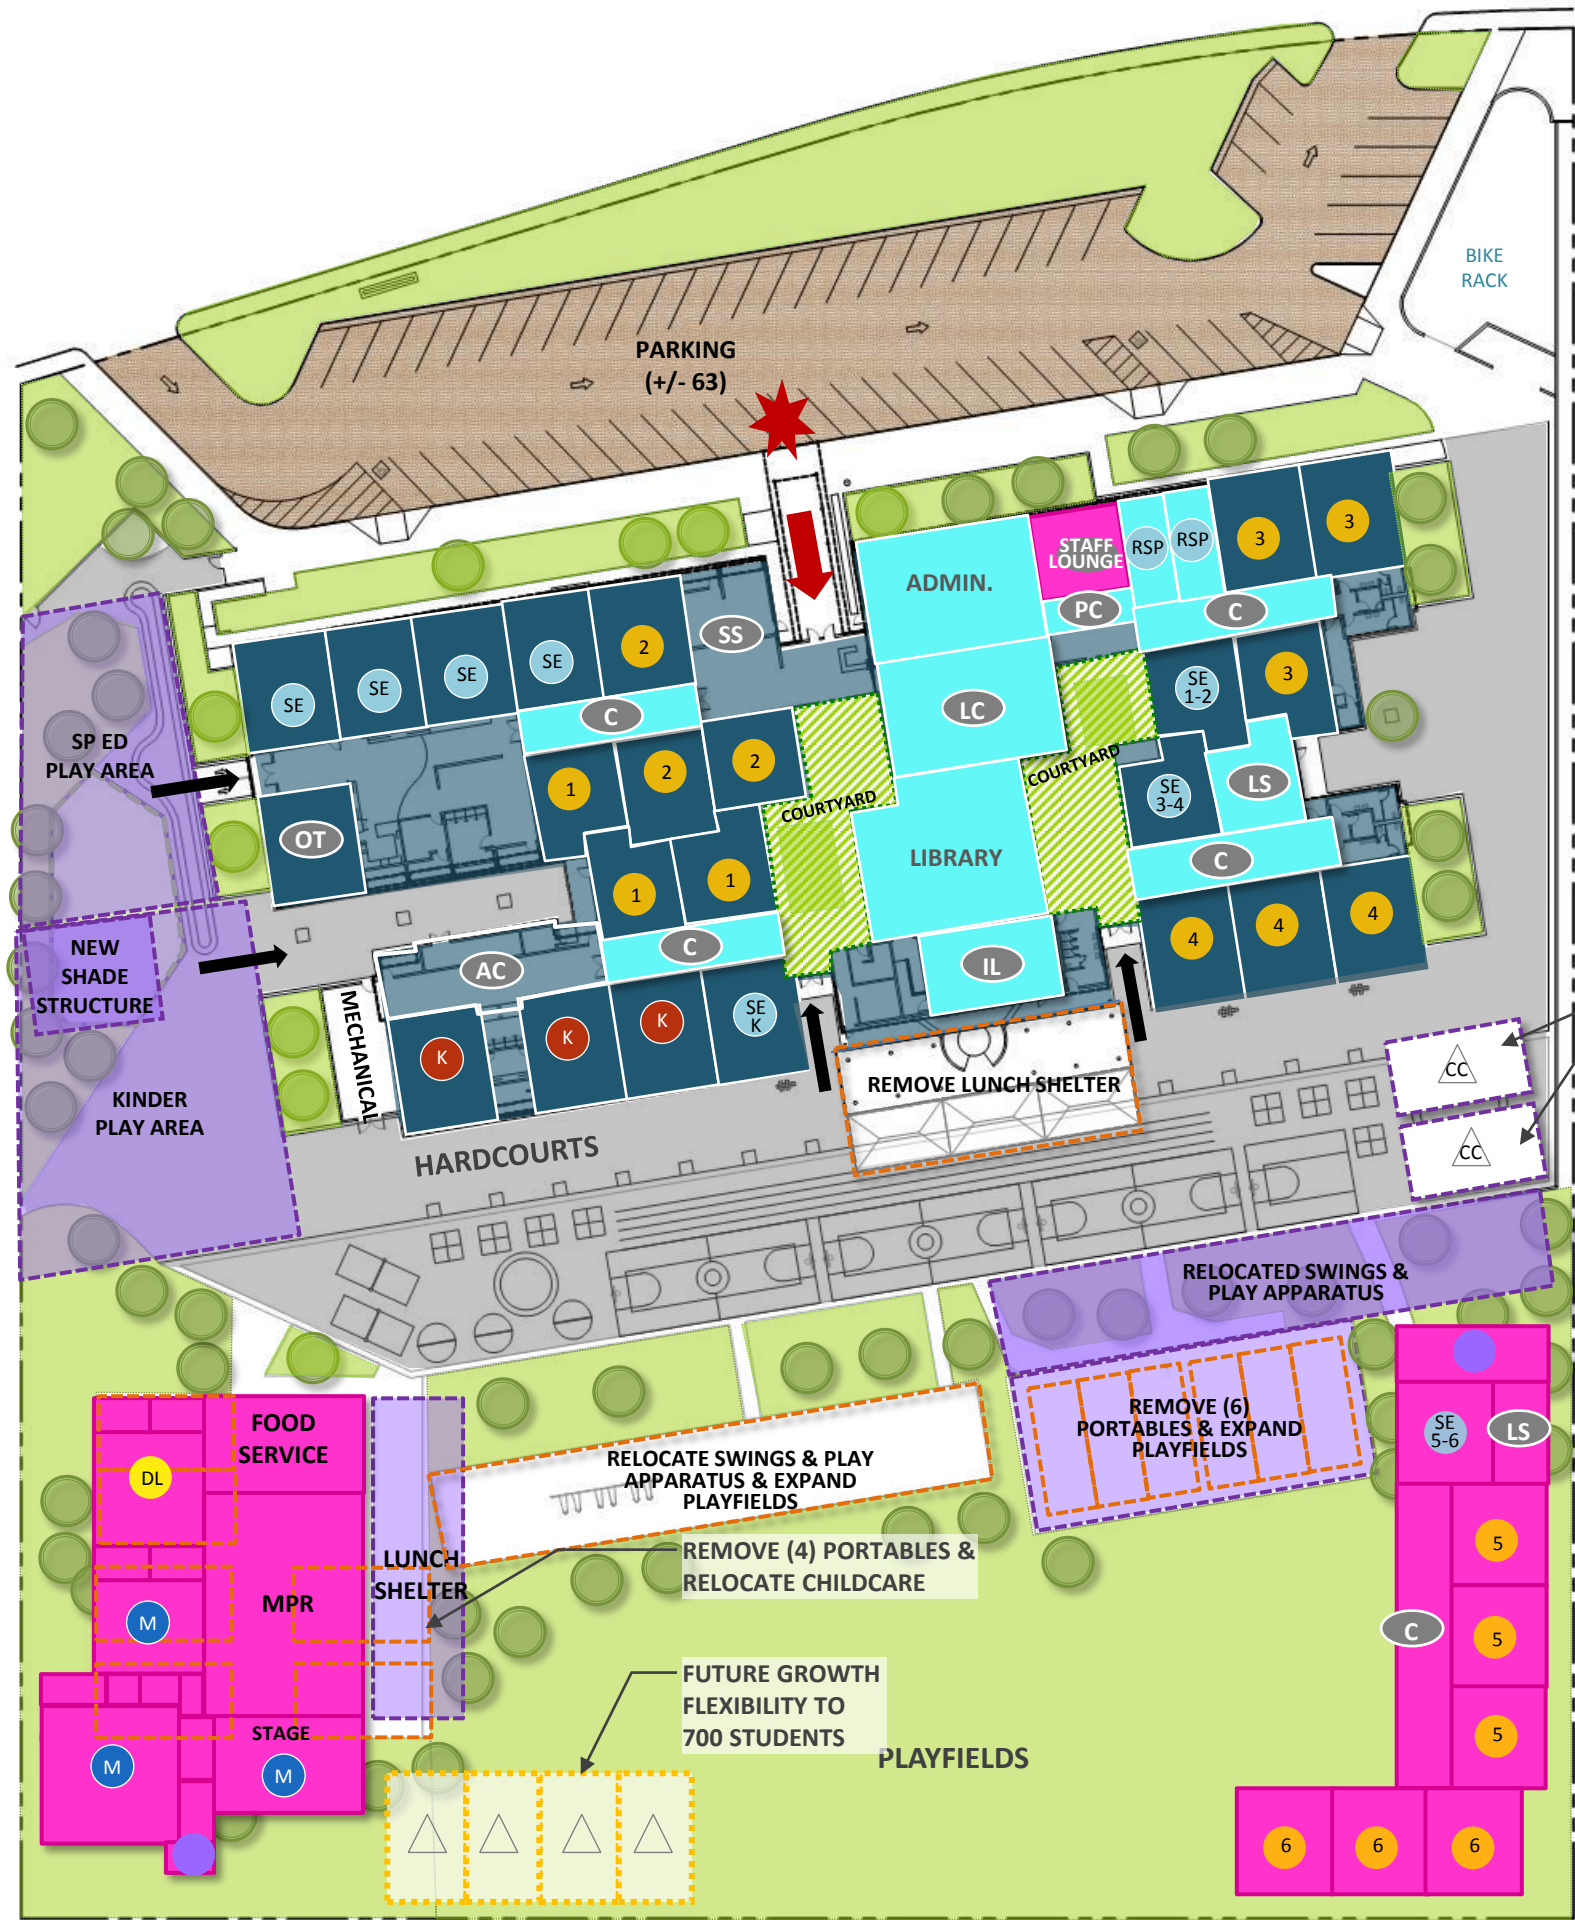 BIKE
RACK
PARKING
(+/- 63)
3
3
RSP
RSP
STAFF
LOUNGE
ADMIN.
PC
C
SS
2
SE
SE
SE
SE
C
LC
SE
1-2
3
SP ED
PLAY AREA
2
2
1
COURTYARD
COURTYARD
LS
SE
3-4
OT
LIBRARY
C
1
1
4
4
4
C
NEW
SHADE
STRUCTURE
AC
IL
MECHANICAL
K
K
K
SE
K
CC
REMOVE LUNCH SHELTER
KINDER
PLAY AREA
HARDCOURTS
CC
RELOCATED SWINGS &
PLAY APPARATUS
FOOD
SERVICE
REMOVE (6)
PORTABLES & EXPAND
PLAYFIELDS
SE
5-6
LS
DL
RELOCATE SWINGS & PLAY
APPARATUS & EXPAND
PLAYFIELDS
5
LUNCH
SHELTER
REMOVE (4) PORTABLES &
RELOCATE CHILDCARE
MPR
M
C
5
FUTURE GROWTH
FLEXIBILITY TO
700 STUDENTS
STAGE
5
PLAYFIELDS
M
M
6
6
6